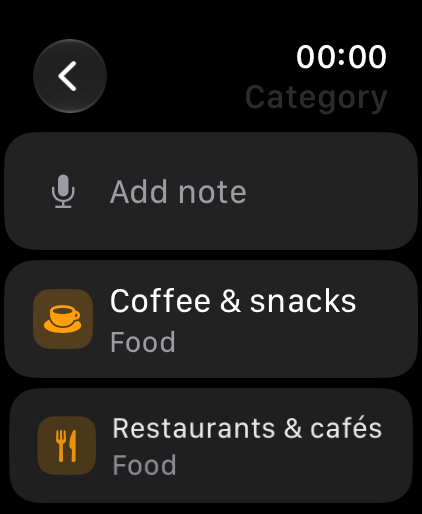 00:00
Category
Add note
Coffee & snacks
Food
Restaurants & cafés
Food